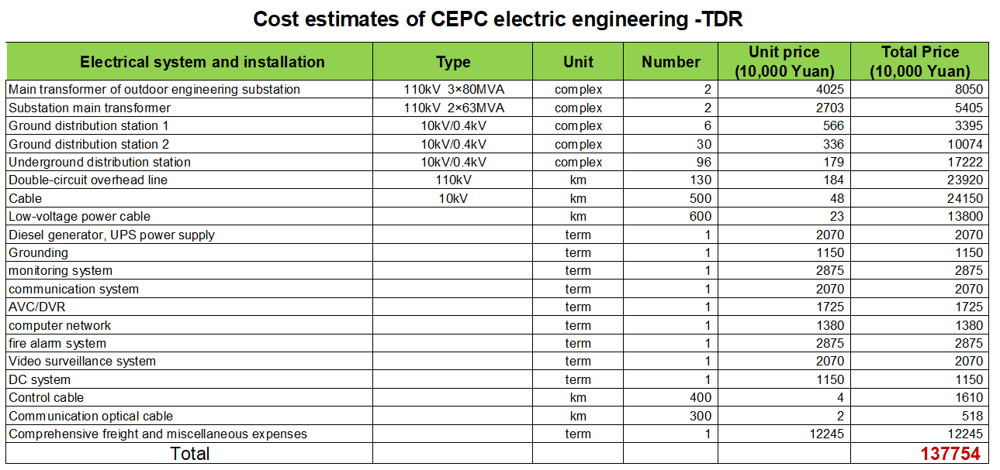 Cost estimates of CEPC electric engineering -TDR
Electrical system and installation Type Unit Number Unit price (10,000 Yuan) Total Price (10,000 Yuan)
Main transformer of outdoor engineering substation 110kV 3×80MVA complex 2 4025 8050
Substation main transformer 110kV 2×63MVA complex 2 2703 5405
Ground distribution station 1 10kV/0.4kV complex 6 566 3395
Ground distribution station 2 10kV/0.4kV complex 30 336 10074
Underground distribution station 10kV/0.4kV complex 96 179 17222
Double-circuit overhead line 110kV km 130 184 23920
Cable 10kV km 500 48 24150
Low-voltage power cable km 600 23 13800
Diesel generator, UPS power supply term 1 2070 2070
Grounding term 1 1150 1150
monitoring system term 1 2875 2875
communication system term 1 2070 2070
AVC/DVR term 1 1725 1725
computer network term 1 1380 1380
fire alarm system term 1 2875 2875
Video surveillance system term 1 2070 2070
DC system term 1 1150 1150
Control cable km 400 4 1610
Communication optical cable km 300 2 518
Comprehensive freight and miscellaneous expenses term 1 12245 12245
Total 137754